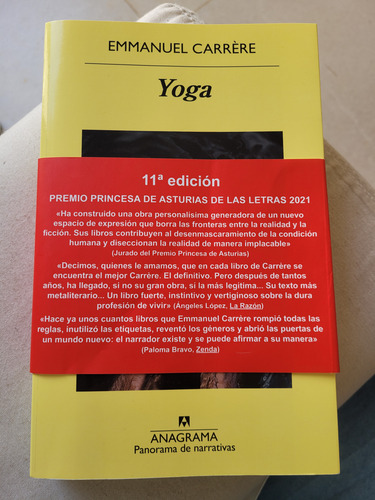 EMMANUEL CARRÈRE
Yoga
11ª edición
PREMIO PRINCESA DE ASTURIAS DE LAS LETRAS 2021
«Ha construido una obra personalísima generadora de un nuevo
espacio de expresión que borra las fronteras entre la realidad y la
ficción. Sus libros contribuyen al desenmascaramiento de la condición
humana y diseccionan la realidad de manera implacable»
(Jurado del Premio Princesa de Asturias)
«Decimos, quienes le amamos, que en cada libro de Carrère se
encuentra el mejor Carrère. El definitivo. Pero después de tantos
años, ha llegado, si no su gran obra, sí la más legítima... Su texto más
metaliterario... Un libro fuerte, instintivo y vertiginoso sobre la dura
profesión de vivir» (Ángeles López, La Razón)
«Hace ya unos cuantos libros que Emmanuel Carrère rompió todas las
reglas, inutilizó las etiquetas, reventó los géneros y abrió las puertas de
un mundo nuevo: el narrador existe y se puede afirmar a su manera»
(Paloma Bravo, Zenda)
ANAGRAMA
Panorama de narrativas